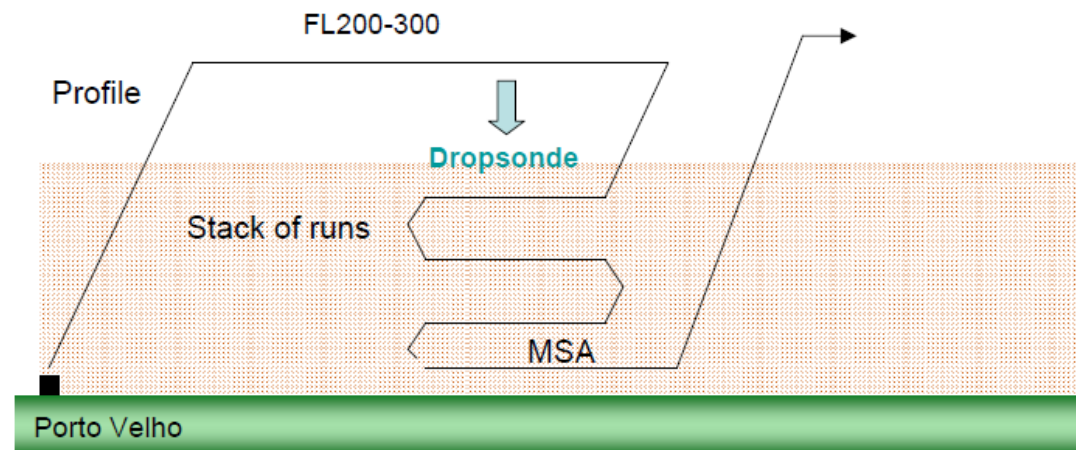 FL200-300
Profile
Dropsonde
Stack of runs
MSA
Porto Velho